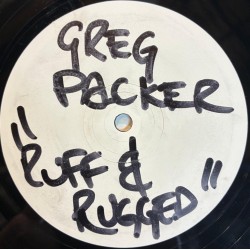 GREG
PACKER
"RUFF &
RUGGED"